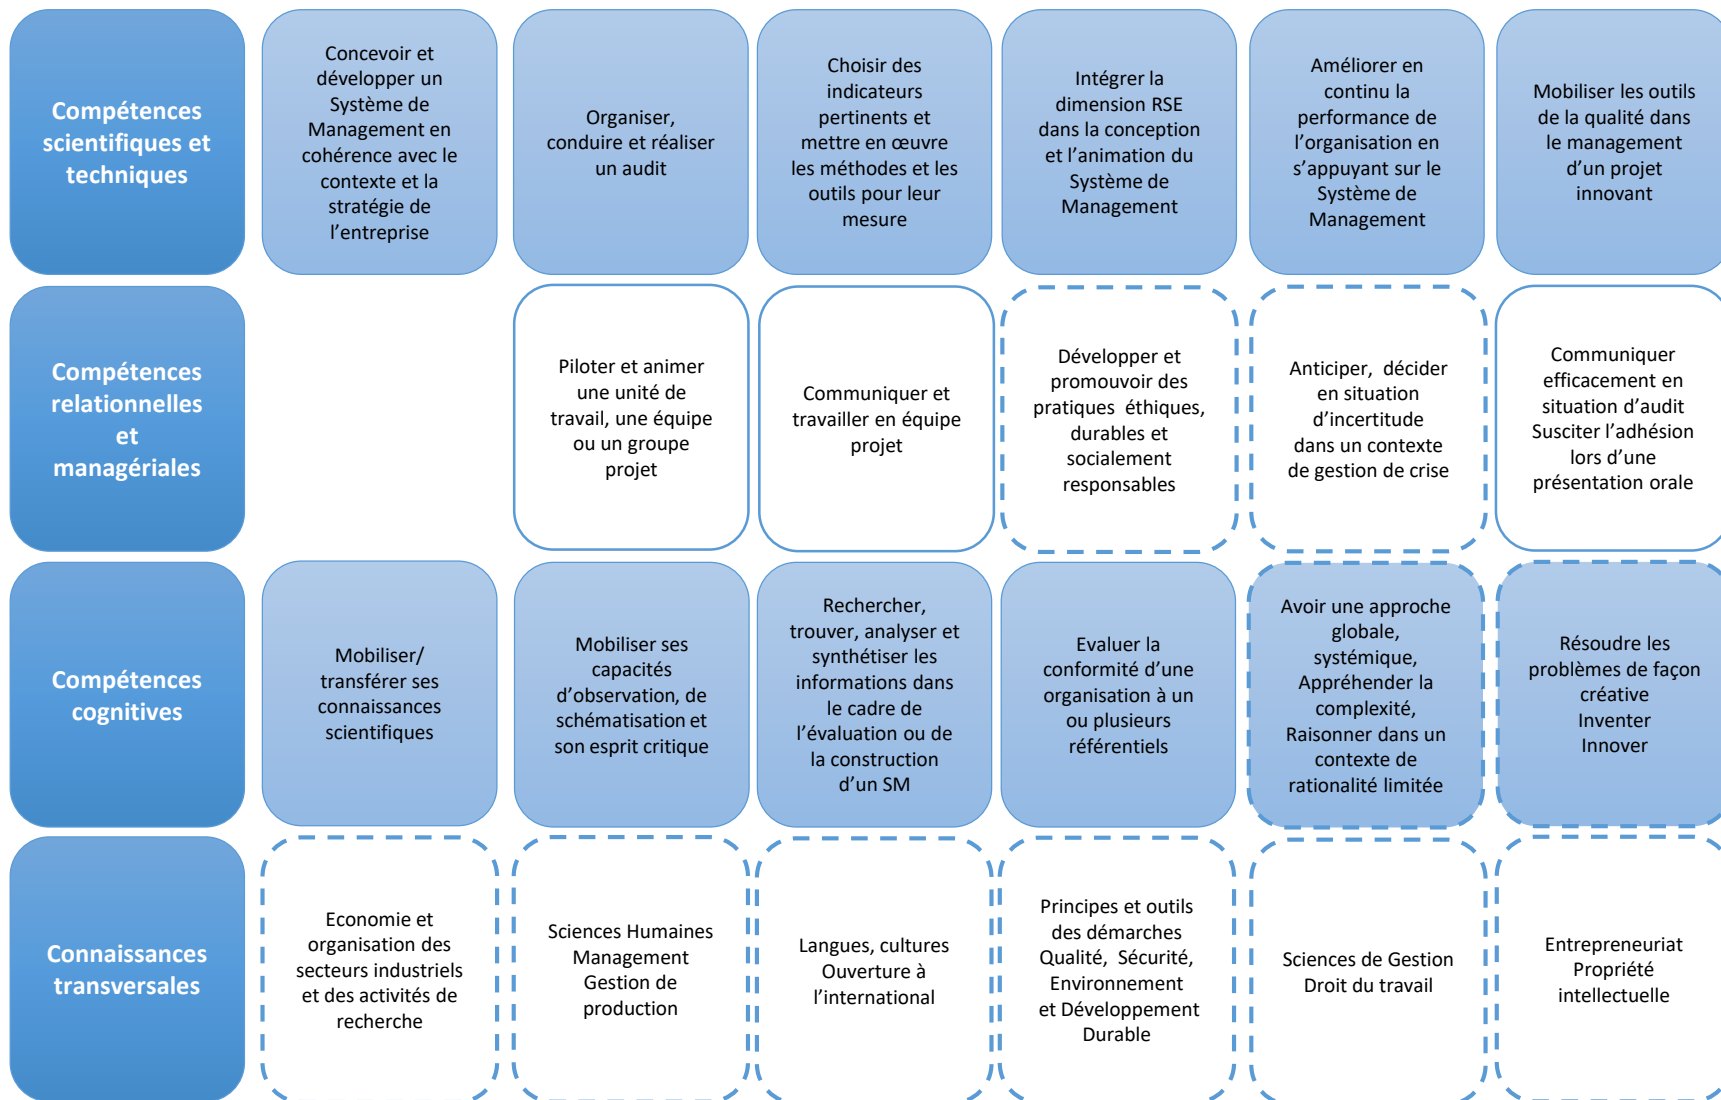 Compétences
scientifiques et
techniques
Concevoir et
développer un
Système de
Management en
cohérence avec le
contexte et la
stratégie de
l’entreprise
Organiser,
conduire et réaliser
un audit
Choisir des
indicateurs
pertinents et
mettre en œuvre
les méthodes et les
outils pour leur
mesure
Intégrer la
dimension RSE
dans la conception
et l’animation du
Système de
Management
Améliorer en
continu la
performance de
l’organisation en
s’appuyant sur le
Système de
Management
Mobiliser les outils
de la qualité dans
le management
d’un projet
innovant
Compétences
relationnelles
et
managériales
Piloter et animer
une unité de
travail, une équipe
ou un groupe
projet
Communiquer et
travailler en équipe
projet
Développer et
promouvoir des
pratiques éthiques,
durables et
socialement
responsables
Anticiper, décider
en situation
d’incertitude
dans un contexte
de gestion de crise
Communiquer
efficacement en
situation d’audit
Susciter l’adhésion
lors d’une
présentation orale
Compétences
cognitives
Mobiliser/
transférer ses
connaissances
scientifiques
Mobiliser ses
capacités
d’observation, de
schématisation et
son esprit critique
Rechercher,
trouver, analyser et
synthétiser les
informations dans
le cadre de
l’évaluation ou de
la construction
d’un SM
Evaluer la
conformité d’une
organisation à un
ou plusieurs
référentiels
Avoir une approche
globale,
systémique,
Appréhender la
complexité,
Raisonner dans un
contexte de
rationalité limitée
Résoudre les
problèmes de façon
créative
Inventer
Innover
Connaissances
transversales
Economie et
organisation des
secteurs industriels
et des activités de
recherche
Sciences Humaines
Management
Gestion de
production
Langues, cultures
Ouverture à
l’international
Principes et outils
des démarches
Qualité, Sécurité,
Environnement
et Développement
Durable
Sciences de Gestion
Droit du travail
Entrepreneuriat
Propriété
intellectuelle